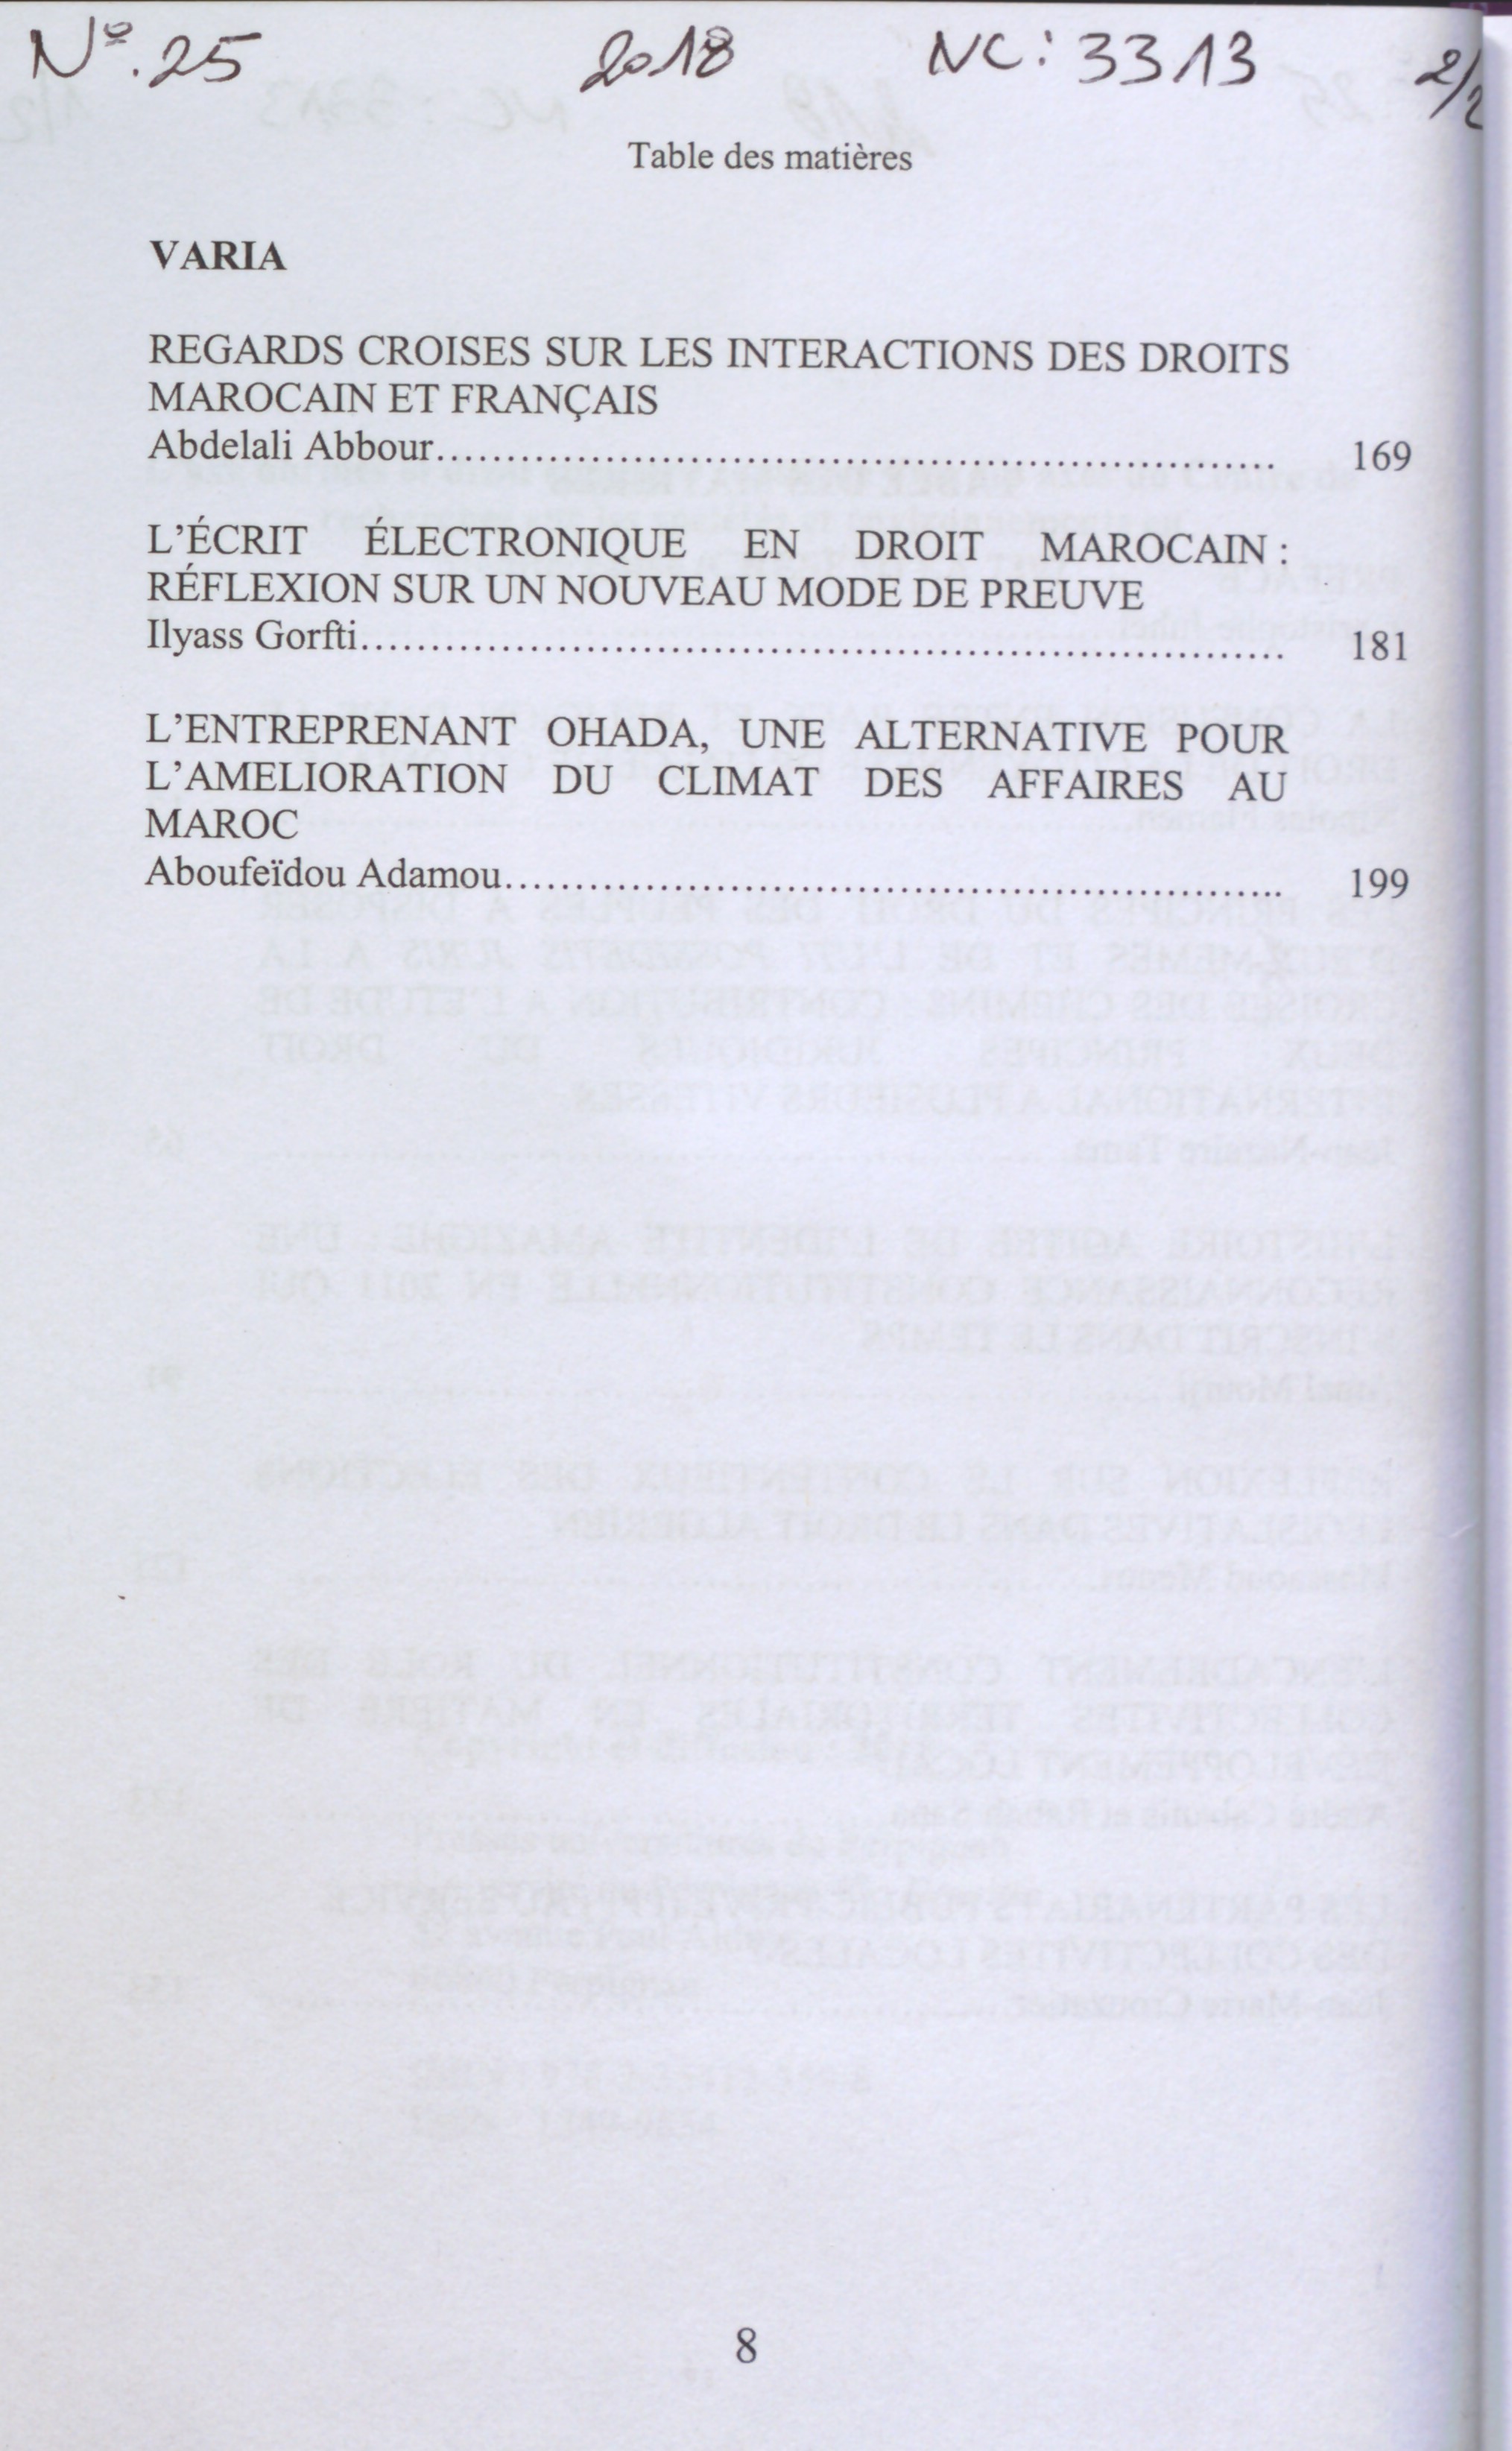 Nº. 25 2018 NC: 3313 2/2
Table des matières
VARIA
REGARDS CROISES SUR LES INTERACTIONS DES DROITS
MAROCAIN ET FRANÇAIS
Abdelali Abbour........................................................... 169
L'ÉCRIT ÉLECTRONIQUE EN DROIT MAROCAIN :
RÉFLEXION SUR UN NOUVEAU MODE DE PREUVE
Ilyass Gorfti................................................................. 181
L'ENTREPRENANT OHADA, UNE ALTERNATIVE POUR
L'AMELIORATION DU CLIMAT DES AFFAIRES AU
MAROC
Aboufeïdou Adamou....................................................... 199
8